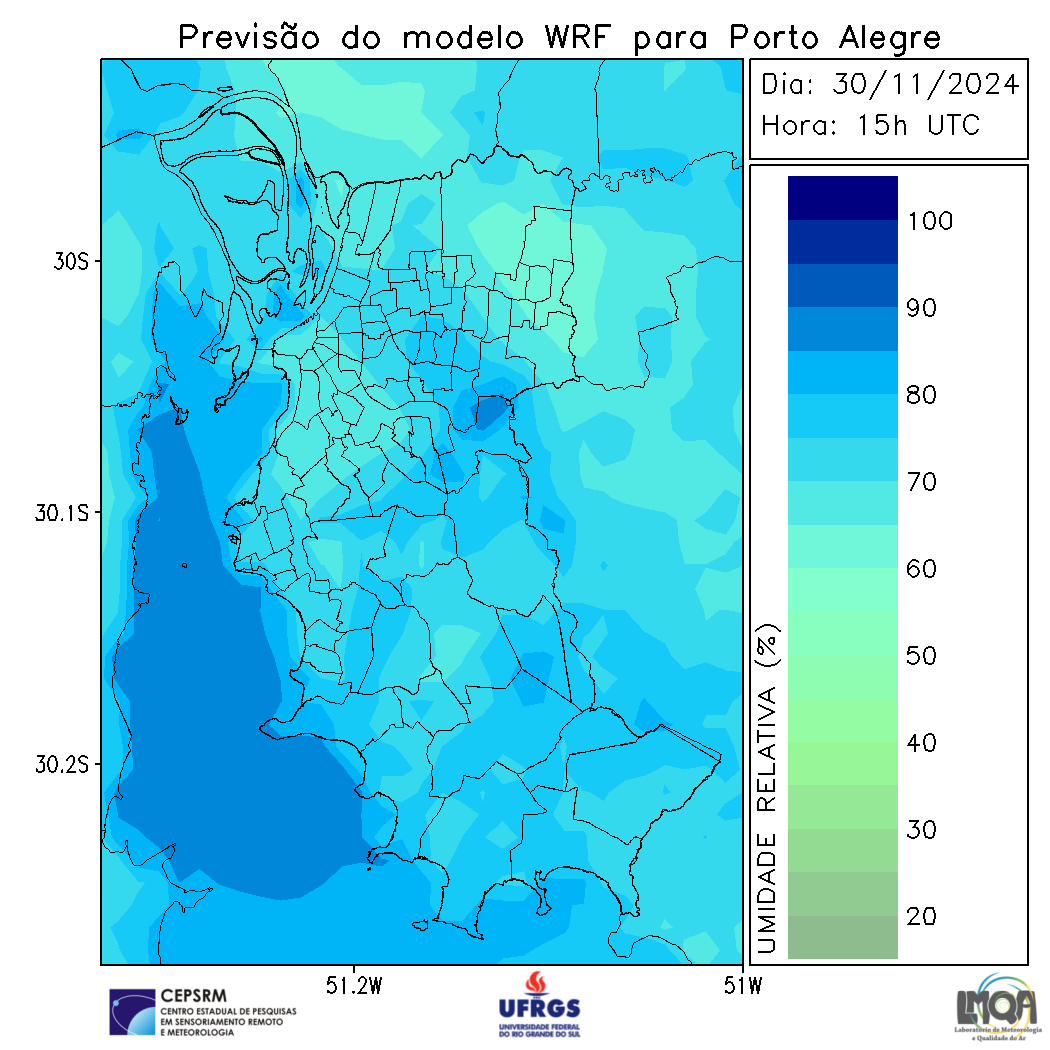 Previsão do modelo WRF para Porto Alegre
Dia: 30/11/2024
Hora: 15h UTC
30S
30.1S
30.2S
51.2W
51W
UMIDADE RELATIVA (%)
100
90
80
70
60
50
40
30
20
CEPSRM
CENTRO ESTADUAL DE PESQUISAS
EM SENSORIAMENTO REMOTO
E METEOROLOGIA
UFRGS
UNIVERSIDADE FEDERAL
DO RIO GRANDE DO SUL
LMQA
Laboratório de Meteorologia
e Qualidade do Ar